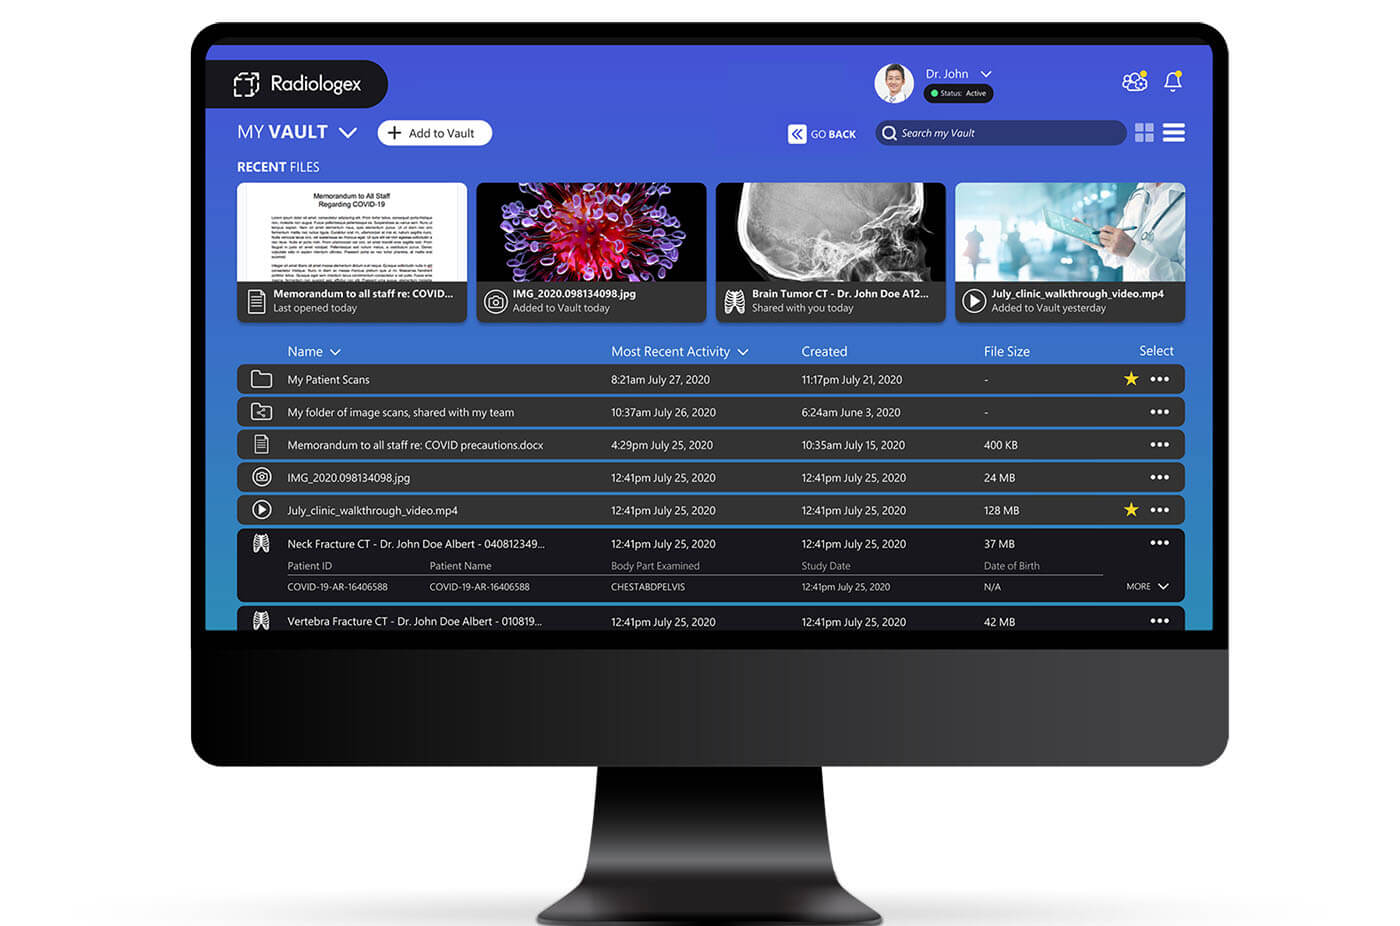 Radiologex
Dr. John
Status: Active
MY VAULT
Add to Vault
GO BACK
Search my Vault
RECENT FILES
Memorandum to All Staff
Regarding COVID-19
Memorandum to all staff re: COVID...
Last opened today
IMG_2020.098134098.jpg
Added to Vault today
Brain Tumor CT - Dr. John Doe A12...
Shared with you today
July_clinic_walkthrough_video.mp4
Added to Vault yesterday
Name Most Recent Activity Created File Size Select
My Patient Scans 8:21am July 27, 2020 11:17pm July 21, 2020 -
My folder of image scans, shared with my team 10:37am July 26, 2020 6:24am June 3, 2020 -
Memorandum to all staff re: COVID precautions.docx 4:29pm July 25, 2020 10:35am July 15, 2020 400 KB
IMG_2020.098134098.jpg 12:41pm July 25, 2020 12:41pm July 25, 2020 24 MB
July_clinic_walkthrough_video.mp4 12:41pm July 25, 2020 12:41pm July 25, 2020 128 MB
Neck Fracture CT - Dr. John Doe Albert - 040812349... 12:41pm July 25, 2020 12:41pm July 25, 2020 37 MB
Patient ID Patient Name Body Part Examined Study Date Date of Birth
COVID-19-AR-16406588 COVID-19-AR-16406588 CHESTABDPELVIS 12:41pm July 25, 2020 N/A MORE
Vertebra Fracture CT - Dr. John Doe Albert - 010819... 12:41pm July 25, 2020 12:41pm July 25, 2020 42 MB